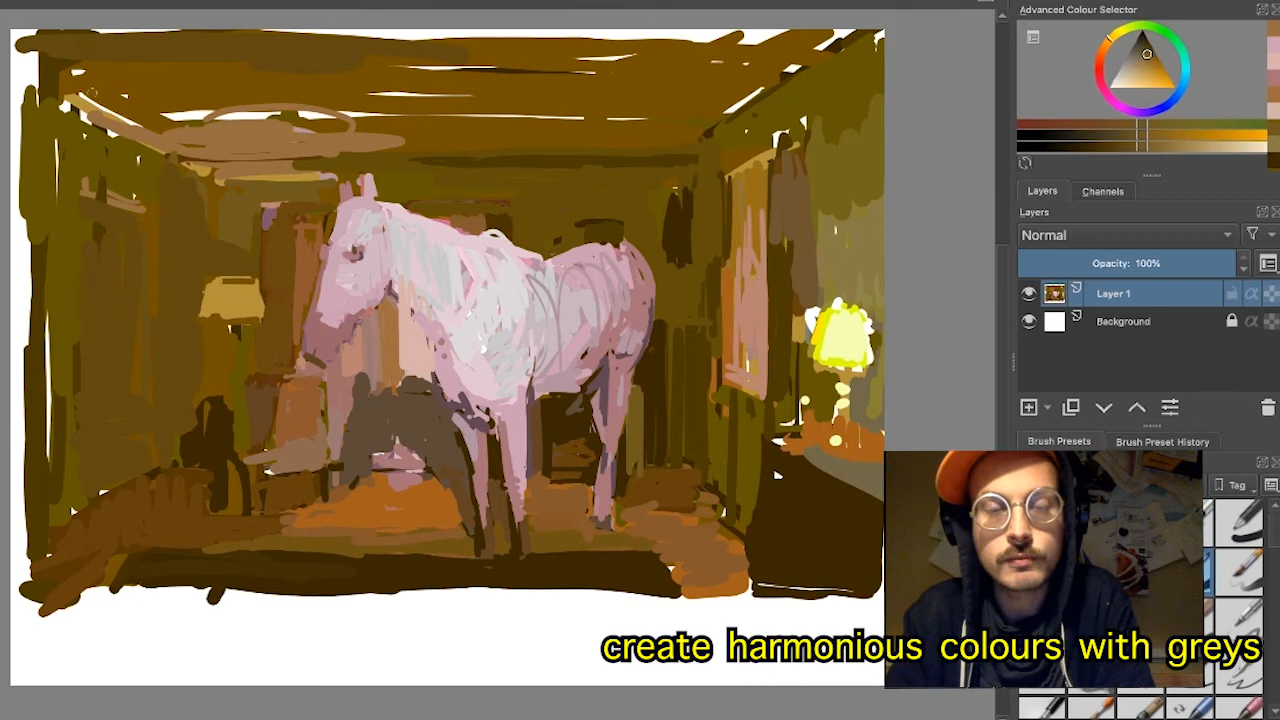 Advanced Colour Selector
Layers
Channels
Layers
Normal
Opacity: 100%
Layer 1
Background
Brush Presets
Brush Preset History
Tag
create harmonious colours with greys